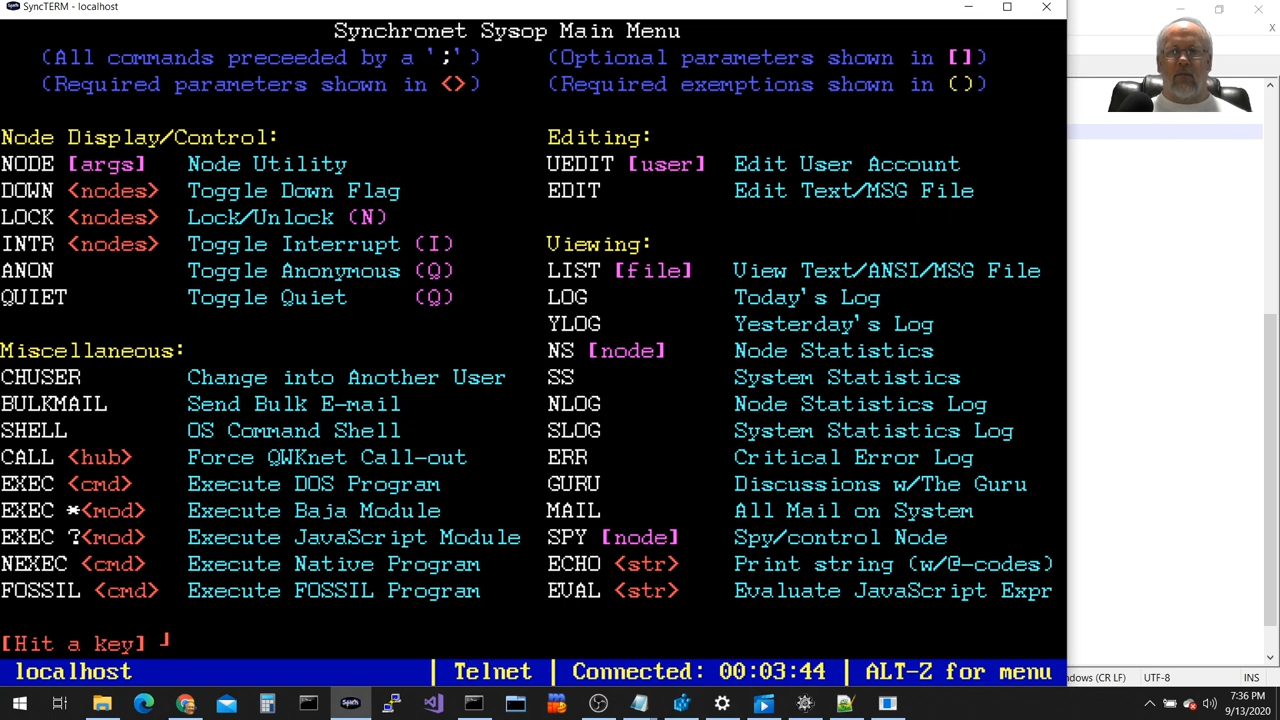 SyncTERM - localhost
Synchronet Sysop Main Menu
(All commands preceeded by a ';') (Optional parameters shown in [])
(Required parameters shown in <>) (Required exemptions shown in ())
Node Display/Control: Editing:
NODE [args] Node Utility UEDIT [user] Edit User Account
DOWN <nodes> Toggle Down Flag EDIT Edit Text/MSG File
LOCK <nodes> Lock/Unlock (N)
INTR <nodes> Toggle Interrupt (I) Viewing:
ANON Toggle Anonymous (Q) LIST [file] View Text/ANSI/MSG File
QUIET Toggle Quiet (Q) LOG Today's Log
YLOG Yesterday's Log
Miscellaneous: NS [node] Node Statistics
CHUSER Change into Another User SS System Statistics
BULKMAIL Send Bulk E-mail NLOG Node Statistics Log
SHELL OS Command Shell SLOG System Statistics Log
CALL <hub> Force QWKnet Call-out ERR Critical Error Log
EXEC <cmd> Execute DOS Program GURU Discussions w/The Guru
EXEC *<mod> Execute Baja Module MAIL All Mail on System
EXEC ?<mod> Execute JavaScript Module SPY [node] Spy/control Node
NEXEC <cmd> Execute Native Program ECHO <str> Print string (w/@-codes)
FOSSIL <cmd> Execute FOSSIL Program EVAL <str> Evaluate JavaScript Expr
[Hit a key]
localhost | Telnet | Connected: 00:03:44 | ALT-Z for menu
ndows (CR LF) UTF-8 INS
7:36 PM
9/13/2020